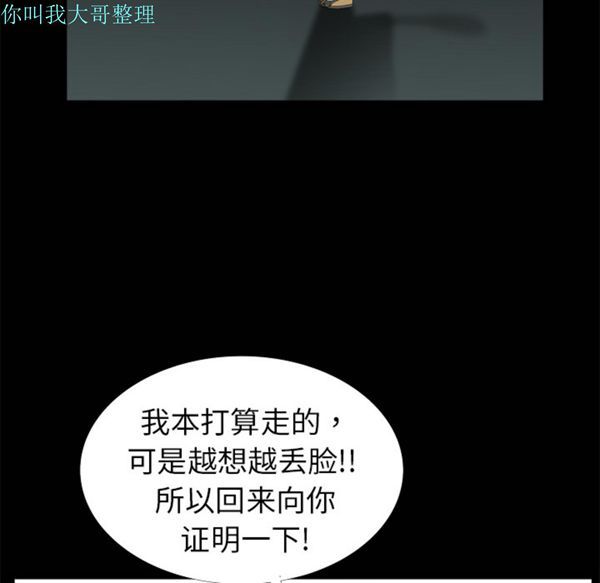 你叫我大哥整理
我本打算走的，
可是越想越丢脸!!
所以回来向你
证明一下!